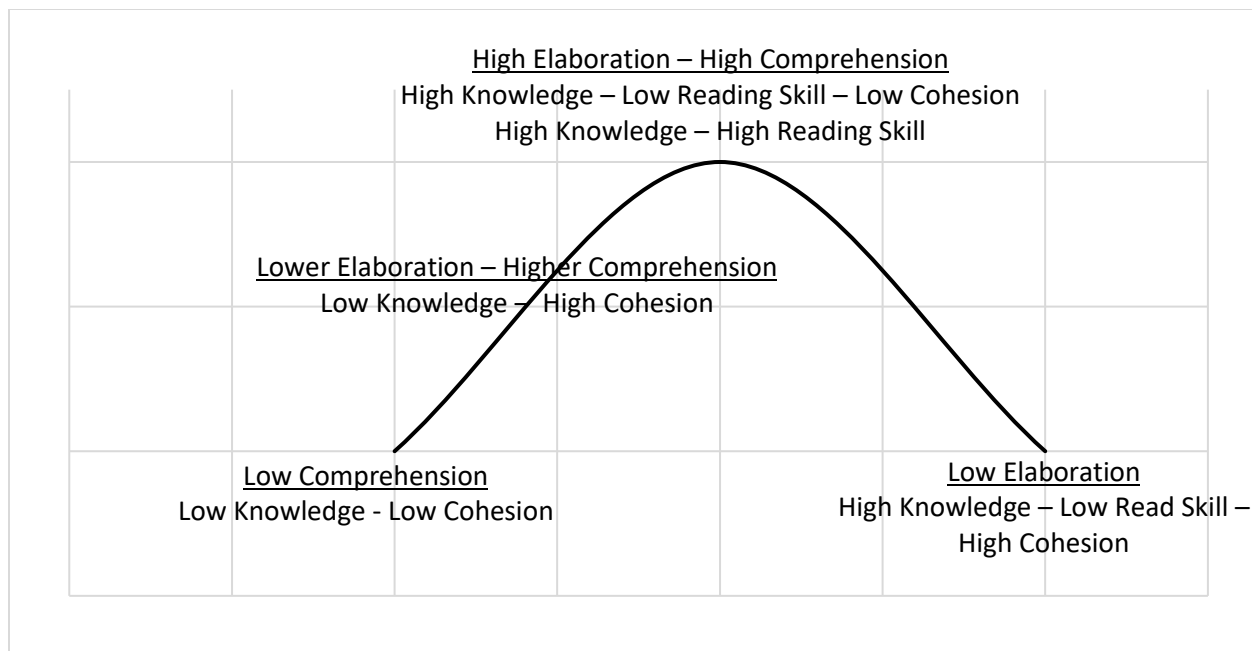 High Elaboration – High Comprehension
High Knowledge – Low Reading Skill – Low Cohesion
High Knowledge – High Reading Skill
Lower Elaboration – Higher Comprehension
Low Knowledge – High Cohesion
Low Comprehension
Low Knowledge - Low Cohesion
Low Elaboration
High Knowledge – Low Read Skill –
High Cohesion